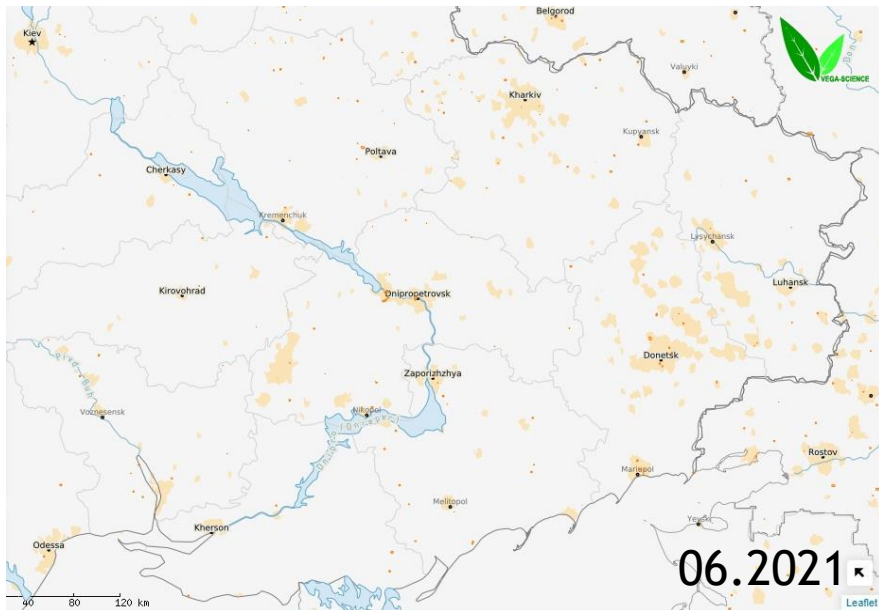 Belgorod
Kiev
VEGA-SCIENCE
Valuyki
Kharkiv
Kupyansk
Poltava
Cherkasy
Kremenchuk
Lysychansk
Kirovohrad
Dnipropetrovsk
Luhansk
Donetsk
Zaporizhzhya
Nikopol
Voznesensk
Rostov
Mariupol
Melitopol
Kherson
Odessa
06.2021
40 80 120 km
Leaflet